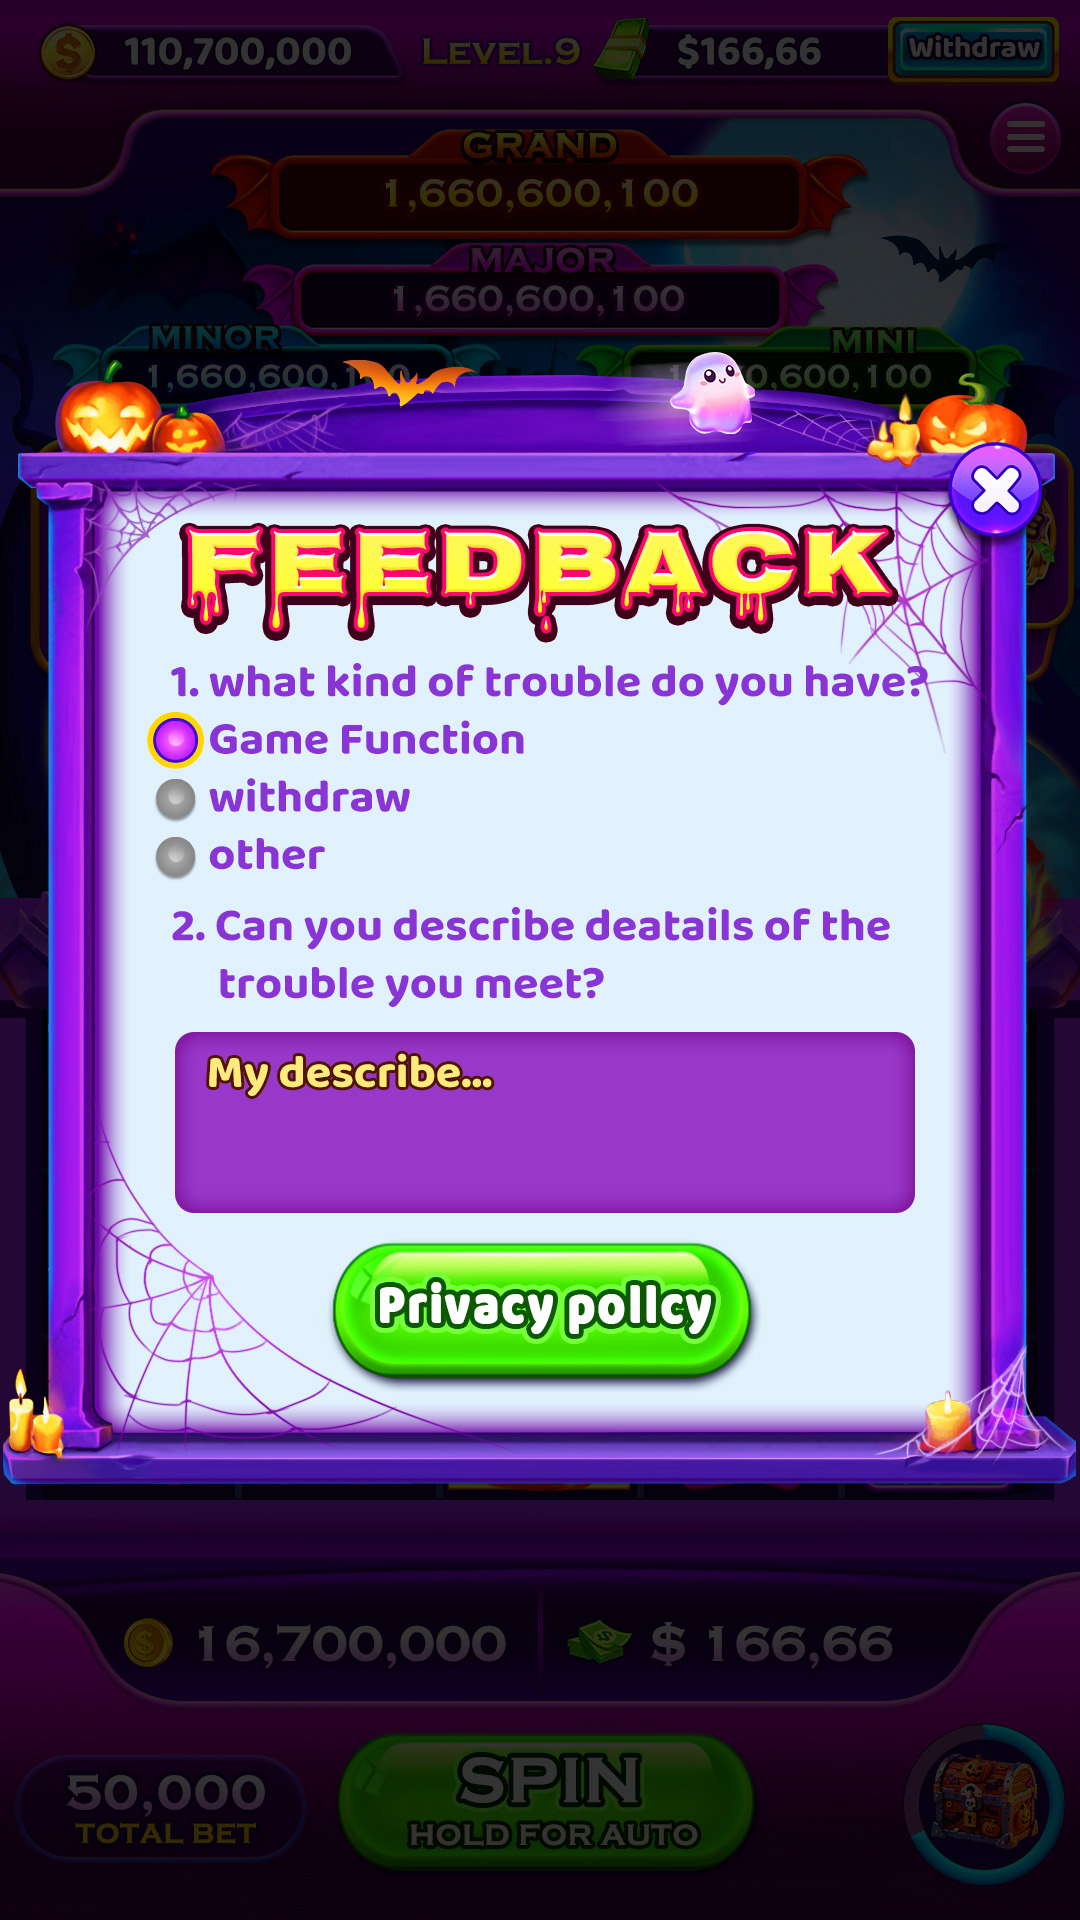 110,700,000
LEVEL.9
$166,66
Withdraw
GRAND
1,660,600,100
MAJOR
1,660,600,100
MINOR
MINI
FEEDBACK
1. what kind of trouble do you have?
Game Function
withdraw
other
2. Can you describe deatails of the
trouble you meet?
My describe...
Privacy pollcy
16,700,000
$ 166,66
50,000
TOTAL BET
SPIN
HOLD FOR AUTO